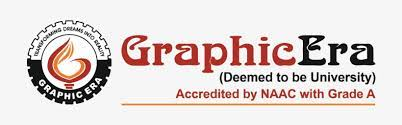 TRANSFORMING DREAMS INTO REALITY
GRAPHIC ERA
GraphicEra
(Deemed to be University)
Accredited by NAAC with Grade A